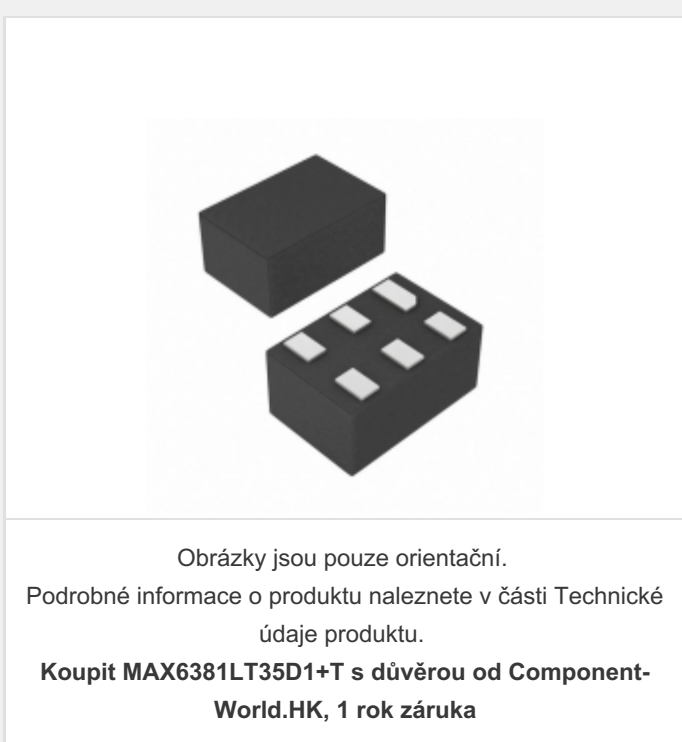 Obrázky jsou pouze orientační.
Podrobné informace o produktu naleznete v části Technické
údaje produktu.
Koupit MAX6381LT35D1+T s důvěrou od Component-
World.HK, 1 rok záruka